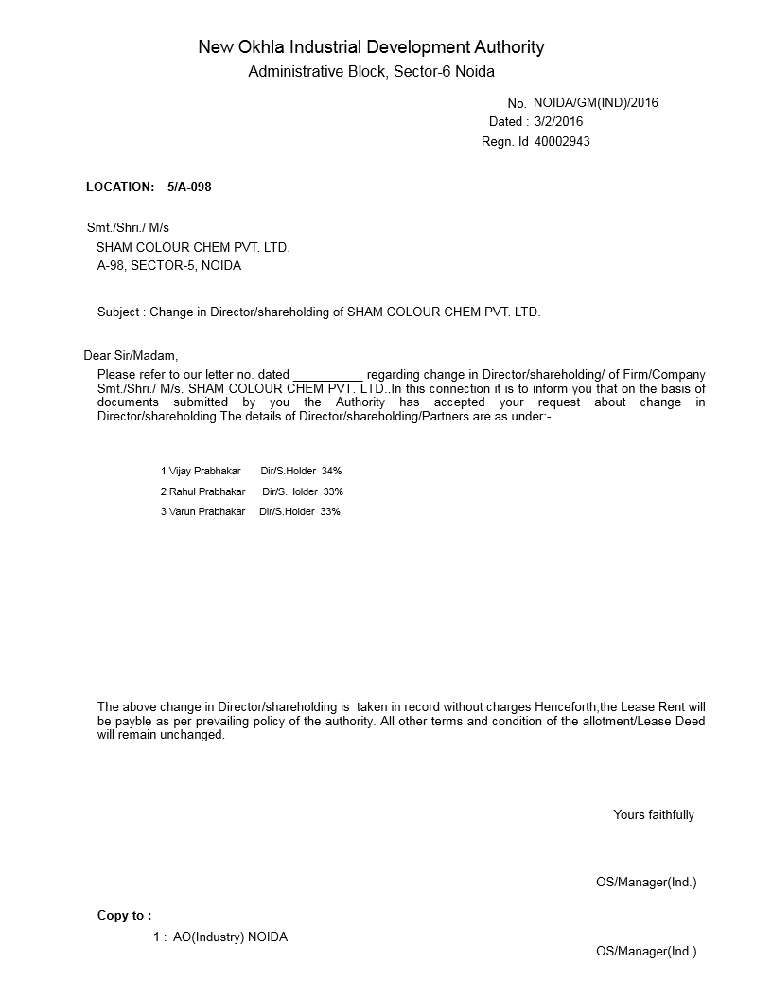 New Okhla Industrial Development Authority
Administrative Block, Sector-6 Noida
No. NOIDA/GM(IND)/2016
Dated : 3/2/2016
Regn. Id 40002943
LOCATION: 5/A-098
Smt./Shri./ M/s
SHAM COLOUR CHEM PVT. LTD.
A-98, SECTOR-5, NOIDA
Subject : Change in Director/shareholding of SHAM COLOUR CHEM PVT. LTD.
Dear Sir/Madam,
Please refer to our letter no. dated __________ regarding change in Director/shareholding/ of Firm/Company
Smt./Shri./ M/s. SHAM COLOUR CHEM PVT. LTD..In this connection it is to inform you that on the basis of
documents submitted by you the Authority has accepted your request about change in
Director/shareholding.The details of Director/shareholding/Partners are as under:-
1 Vijay Prabhakar Dir/S.Holder 34%
2 Rahul Prabhakar Dir/S.Holder 33%
3 Varun Prabhakar Dir/S.Holder 33%
The above change in Director/shareholding is taken in record without charges Henceforth,the Lease Rent will
be payble as per prevailing policy of the authority. All other terms and condition of the allotment/Lease Deed
will remain unchanged.
Yours faithfully
OS/Manager(Ind.)
Copy to :
1 : AO(Industry) NOIDA
OS/Manager(Ind.)